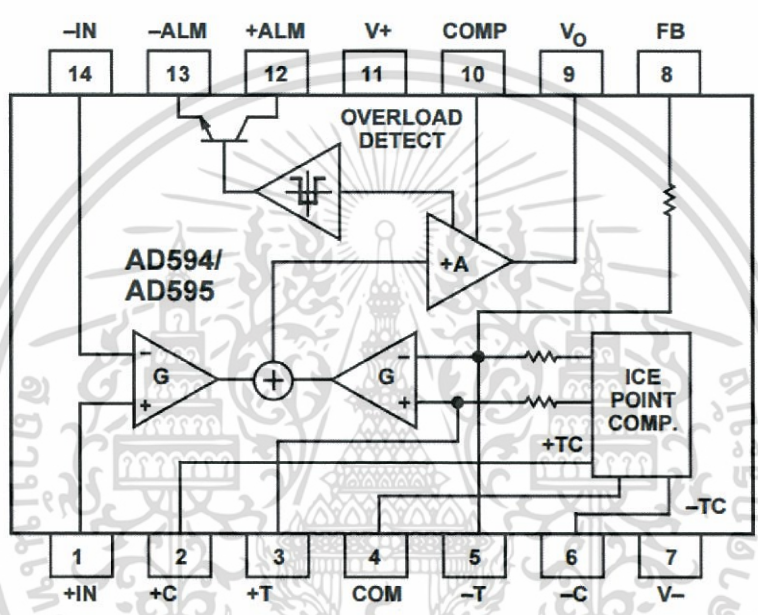 –IN –ALM +ALM V+ COMP VO FB
14 13 12 11 10 9 8
OVERLOAD
DETECT
+A
AD594/
AD595
– –
G + G
+ +
ICE
POINT
COMP.
+TC
–TC
1 2 3 4 5 6 7
+IN +C +T COM –T –C V–